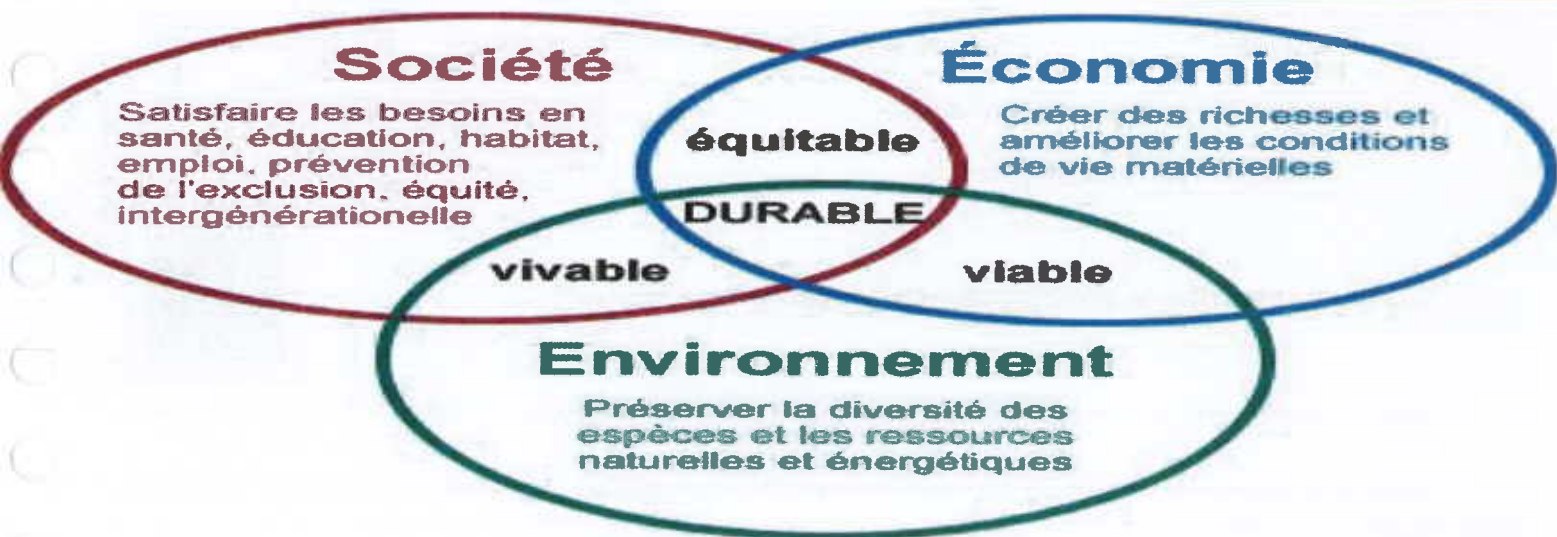 Société
Satisfaire les besoins en
santé, éducation, habitat,
emploi, prévention
de l'exclusion, équité,
intergénérationelle
Économie
Créer des richesses et
améliorer les conditions
de vie matérielles
équitable
DURABLE
vivable
viable
Environnement
Préserver la diversité des
espèces et les ressources
naturelles et énergétiques